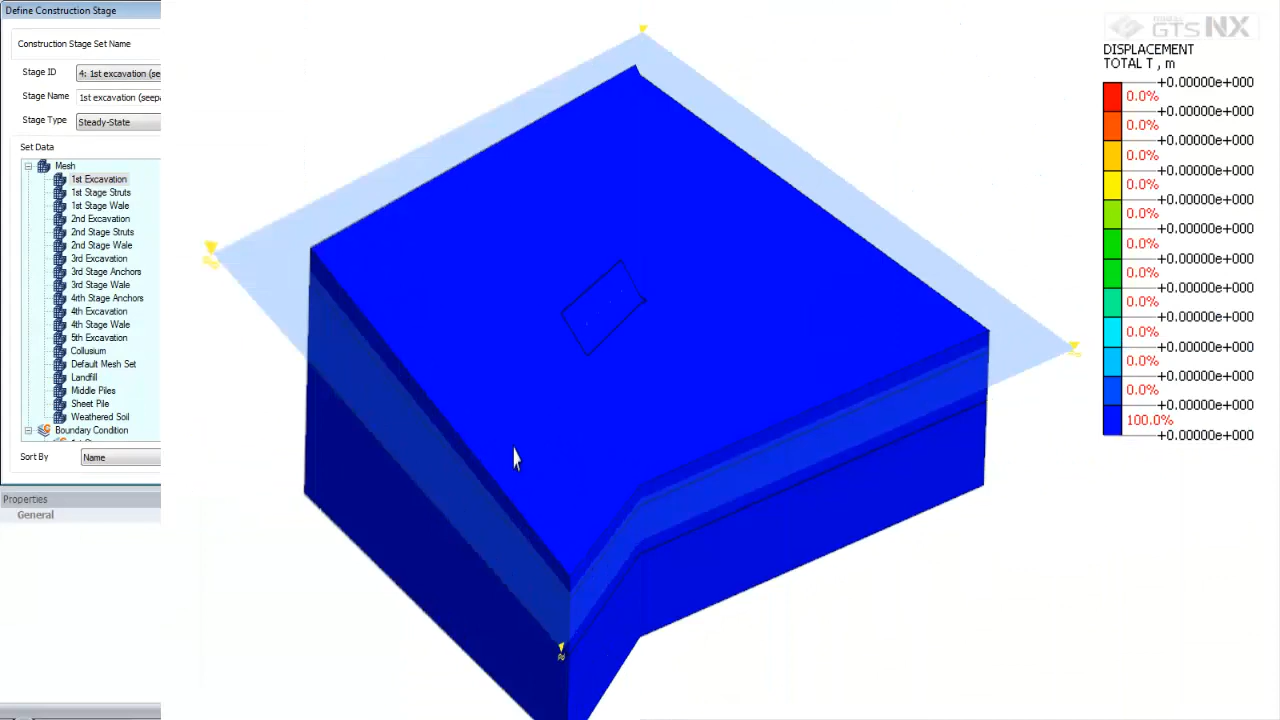 Define Construction Stage
Construction Stage Set Name
Stage ID
4: 1st excavation (see
Stage Name
1st excavation (seepa
Stage Type
Steady-State
Set Data
Mesh
1st Excavation
1st Stage Struts
1st Stage Wale
2nd Excavation
2nd Stage Struts
2nd Stage Wale
3rd Excavation
3rd Stage Anchors
3rd Stage Wale
4th Stage Anchors
4th Excavation
4th Stage Wale
5th Excavation
Collusium
Default Mesh Set
Landfill
Middle Piles
Sheet Pile
Weathered Soil
Boundary Condition
Sort By
Name
Properties
General
GTS NX
DISPLACEMENT
TOTAL T , m
+0.00000e+000
0.0%
+0.00000e+000
0.0%
+0.00000e+000
0.0%
+0.00000e+000
0.0%
+0.00000e+000
0.0%
+0.00000e+000
0.0%
+0.00000e+000
0.0%
+0.00000e+000
0.0%
+0.00000e+000
0.0%
+0.00000e+000
0.0%
+0.00000e+000
0.0%
+0.00000e+000
100.0%
+0.00000e+000